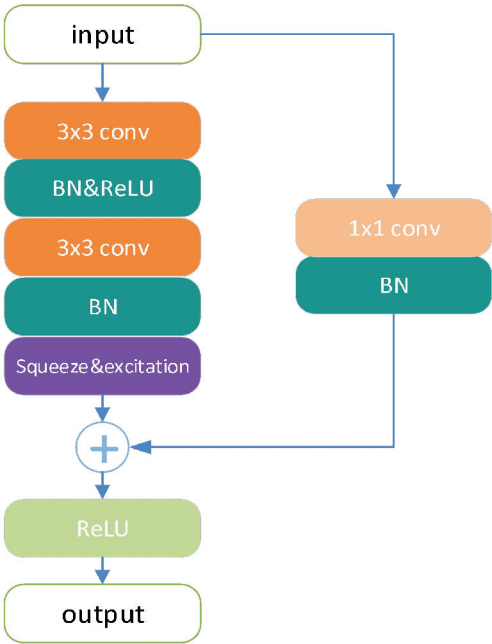 input
3x3 conv
BN&ReLU
3x3 conv
BN
Squeeze&excitation
1x1 conv
BN
+
ReLU
output